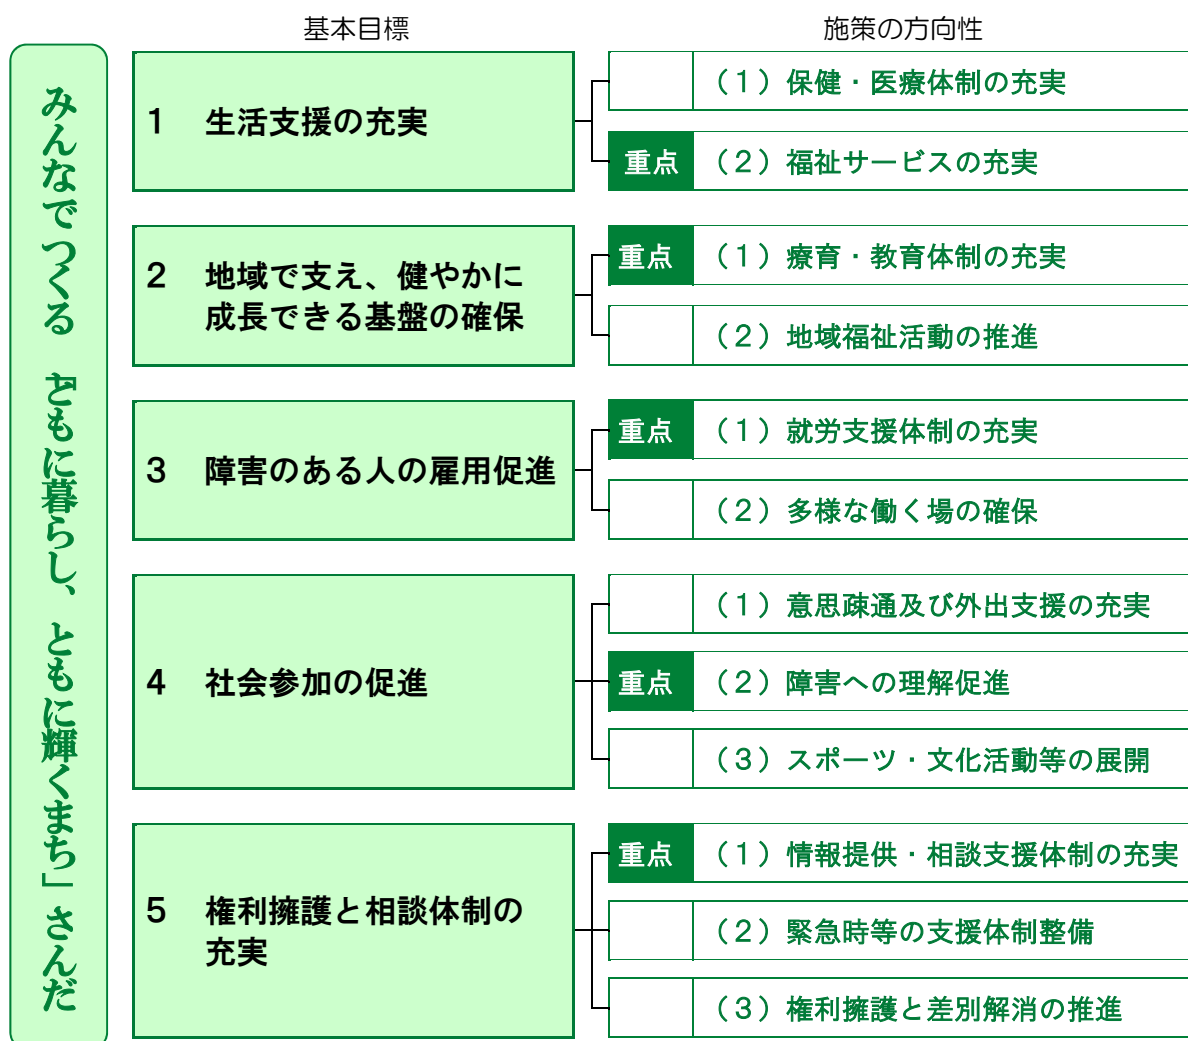 基本目標
施策の方向性
みんなでつくる 「ともに暮らし、ともに輝くまち」さんだ
1 生活支援の充実
（１）保健・医療体制の充実
重点 （２）福祉サービスの充実
2 地域で支え、健やかに
成長できる基盤の確保
重点 （１）療育・教育体制の充実
（２）地域福祉活動の推進
3 障害のある人の雇用促進
重点 （１）就労支援体制の充実
（２）多様な働く場の確保
4 社会参加の促進
（１）意思疎通及び外出支援の充実
重点 （２）障害への理解促進
（３）スポーツ・文化活動等の展開
5 権利擁護と相談体制の
充実
重点 （１）情報提供・相談支援体制の充実
（２）緊急時等の支援体制整備
（３）権利擁護と差別解消の推進